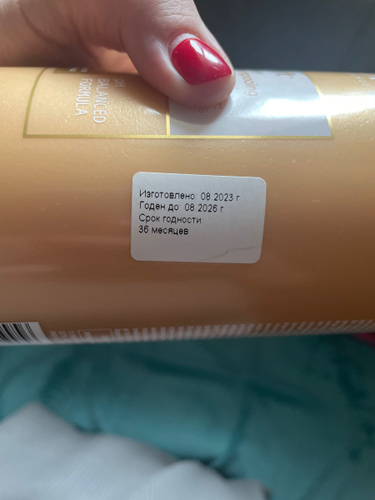 BALANCED
FORMULA
Изготовлено: 08.2023 г
Годен до: 08.2026 г
Срок годности:
36 месяцев